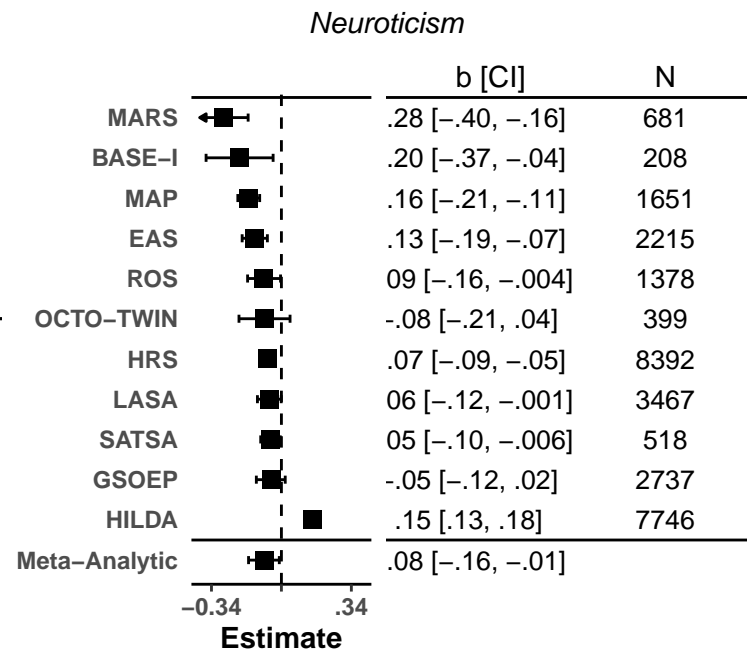 Neuroticism
b [CI] N
MARS .28 [−.40, −.16] 681
BASE−I .20 [−.37, −.04] 208
MAP .16 [−.21, −.11] 1651
EAS .13 [−.19, −.07] 2215
ROS 09 [−.16, −.004] 1378
OCTO−TWIN −.08 [−.21, .04] 399
HRS .07 [−.09, −.05] 8392
LASA 06 [−.12, −.001] 3467
SATSA 05 [−.10, −.006] 518
GSOEP −.05 [−.12, .02] 2737
HILDA .15 [.13, .18] 7746
Meta−Analytic .08 [−.16, −.01]
−0.34 .34
Estimate